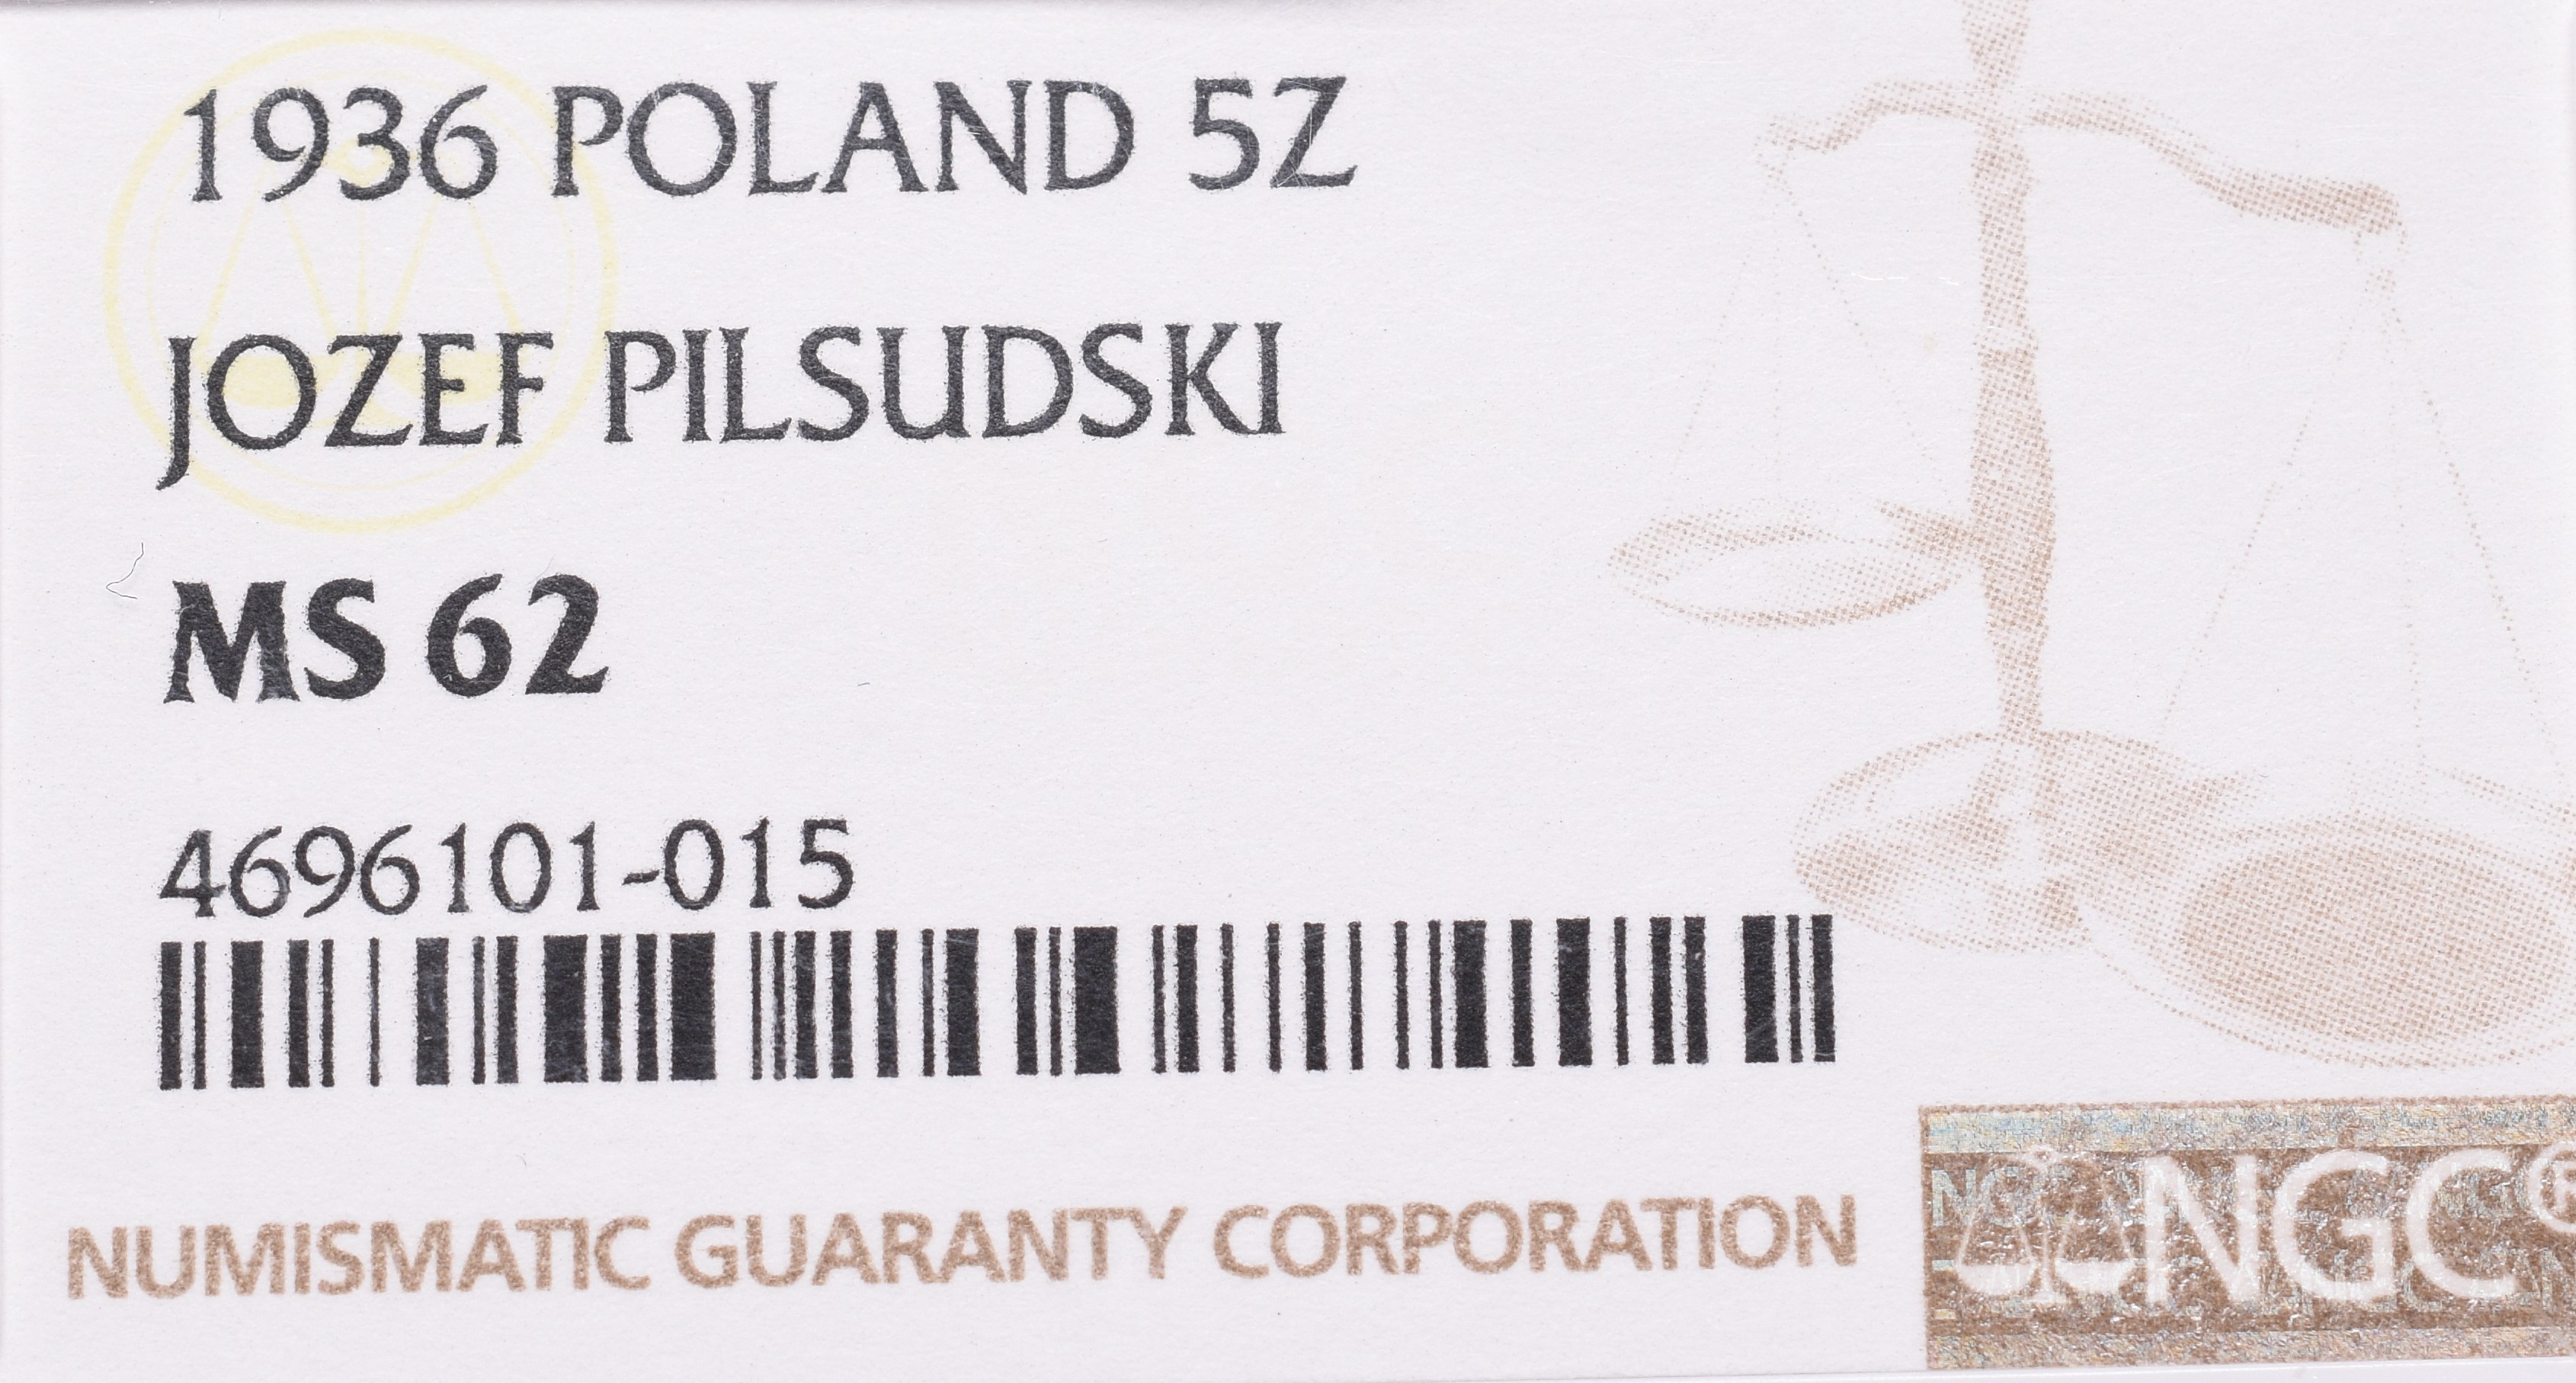 1936 POLAND 5Z
JOZEF PILSUDSKI
MS 62
4696101-015
NUMISMATIC GUARANTY CORPORATION
NGC®